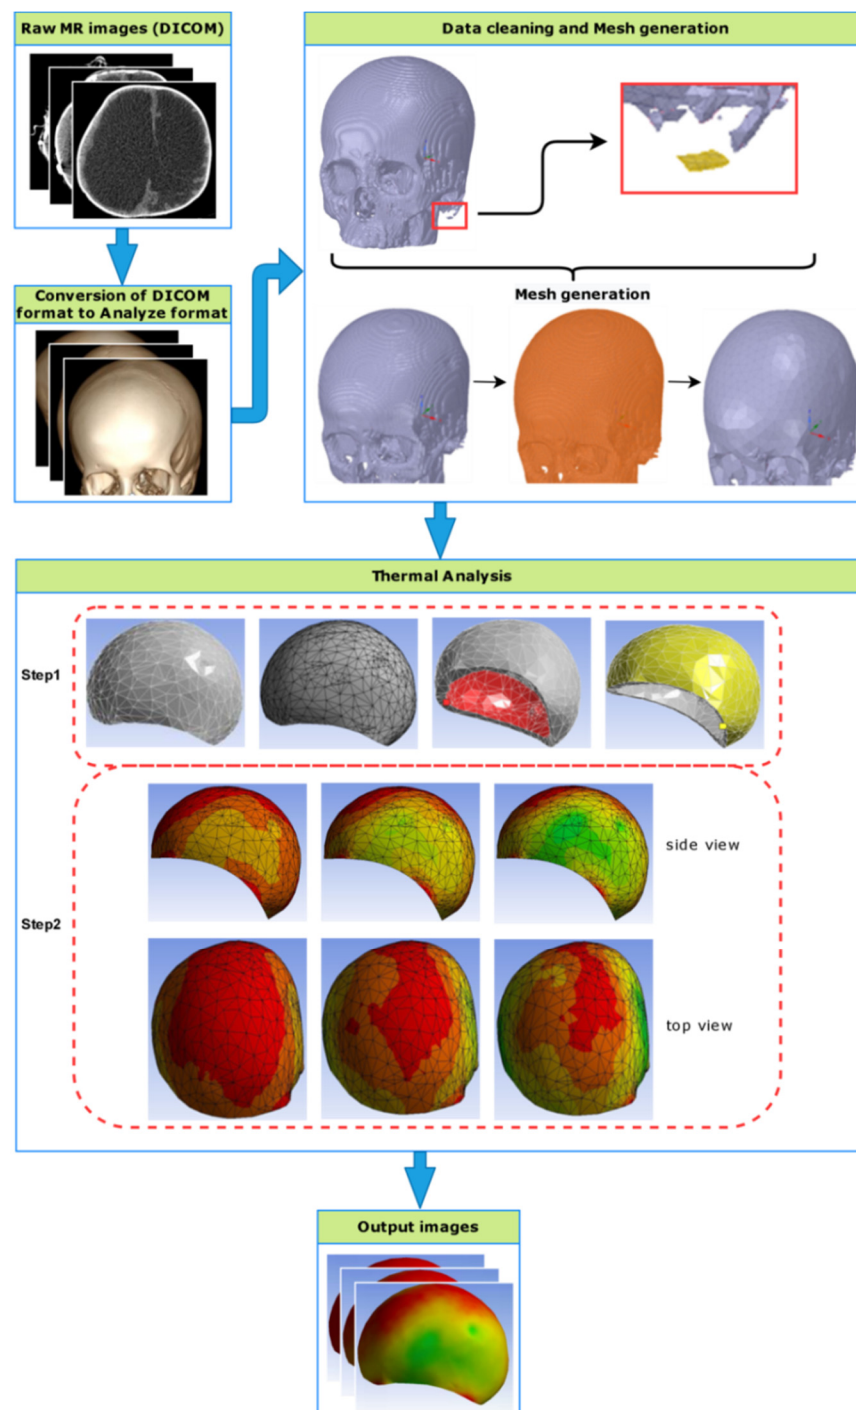 Raw MR images (DICOM)
Data cleaning and Mesh generation
Conversion of DICOM
format to Analyze format
Mesh generation
Thermal Analysis
Step1
Step2
side view
top view
Output images